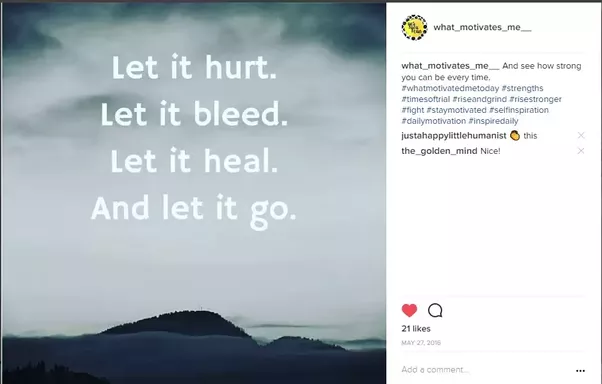 Let it hurt.
Let it bleed.
Let it heal.
And let it go.
what_motivates_me__
what_motivates_me__ And see how strong
you can be every time.
#whatmotivatedmetoday #strengths
#timesoftrial #riseandgrind #risestronger
#fight #staymotivated #selfinspiration
#dailymotivation #inspiredaily
justahappylittlehumanist 👏 this
the_golden_mind Nice!
21 likes
MAY 27, 2016
Add a comment...